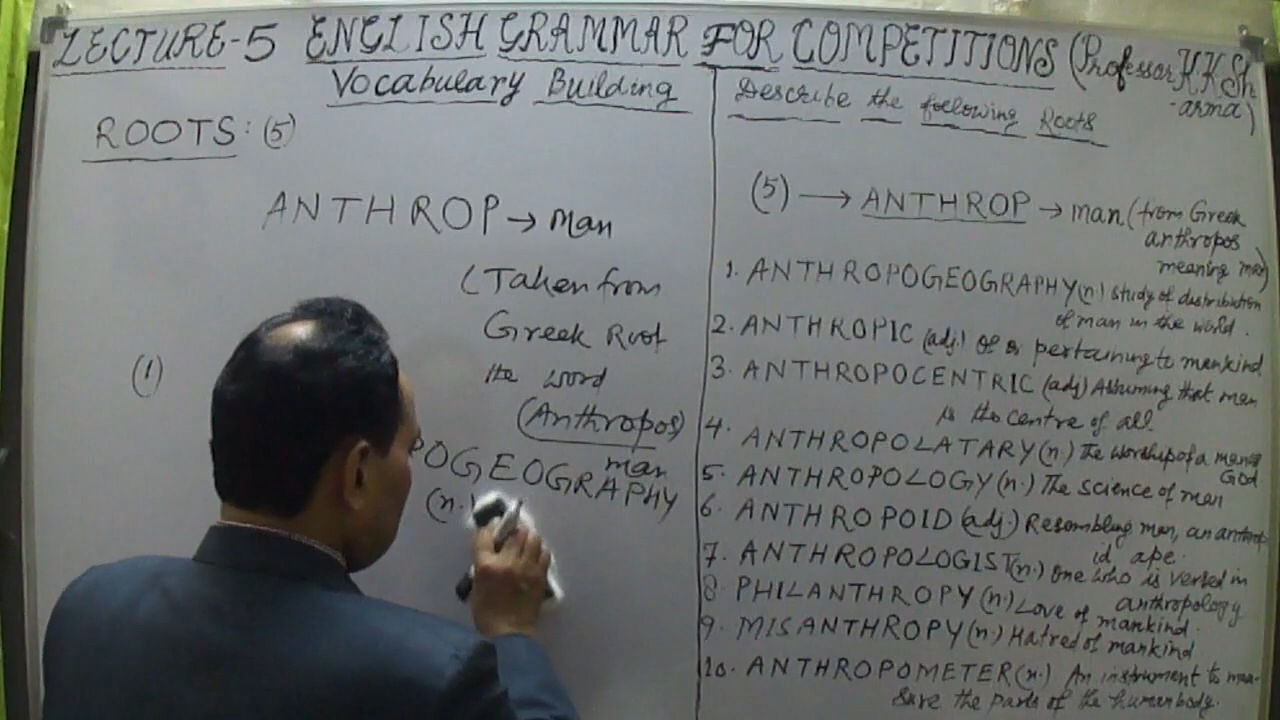 LECTURE-5 ENGLISH GRAMMAR FOR COMPETITIONS (Professor KKSh
-arma)
Vocabulary Building
ROOTS: (5)
ANTHROP → Man
(Taken from
Greek Root
the word
(Anthropos)
man
(1)
POGEOGRAPHY
(n.)
Describe the following Roots
(5) → ANTHROP → man (from Greek
anthropos
meaning man)
1. ANTHROPOGEOGRAPHY (n.) Study of distribution
of man in the world.
2. ANTHROPIC (adj.) of or pertaining to mankind
3. ANTHROPOCENTRIC (adj) Assuming that man
is the centre of all.
4. ANTHROPOLATARY (n.) The worship of a man as
God
5. ANTHROPOLOGY (n.) The science of man
6. ANTHROPOID (adj.) Resembling man, an anthropo-
id ape.
7. ANTHROPOLOGIST (n.) One who is versed in
anthropology
8. PHILANTHROPY (n.) Love of mankind.
9. MISANTHROPY (n.) Hatred of mankind
10. ANTHROPOMETER (n.) An instrument to mea-
sure the parts of the human body.